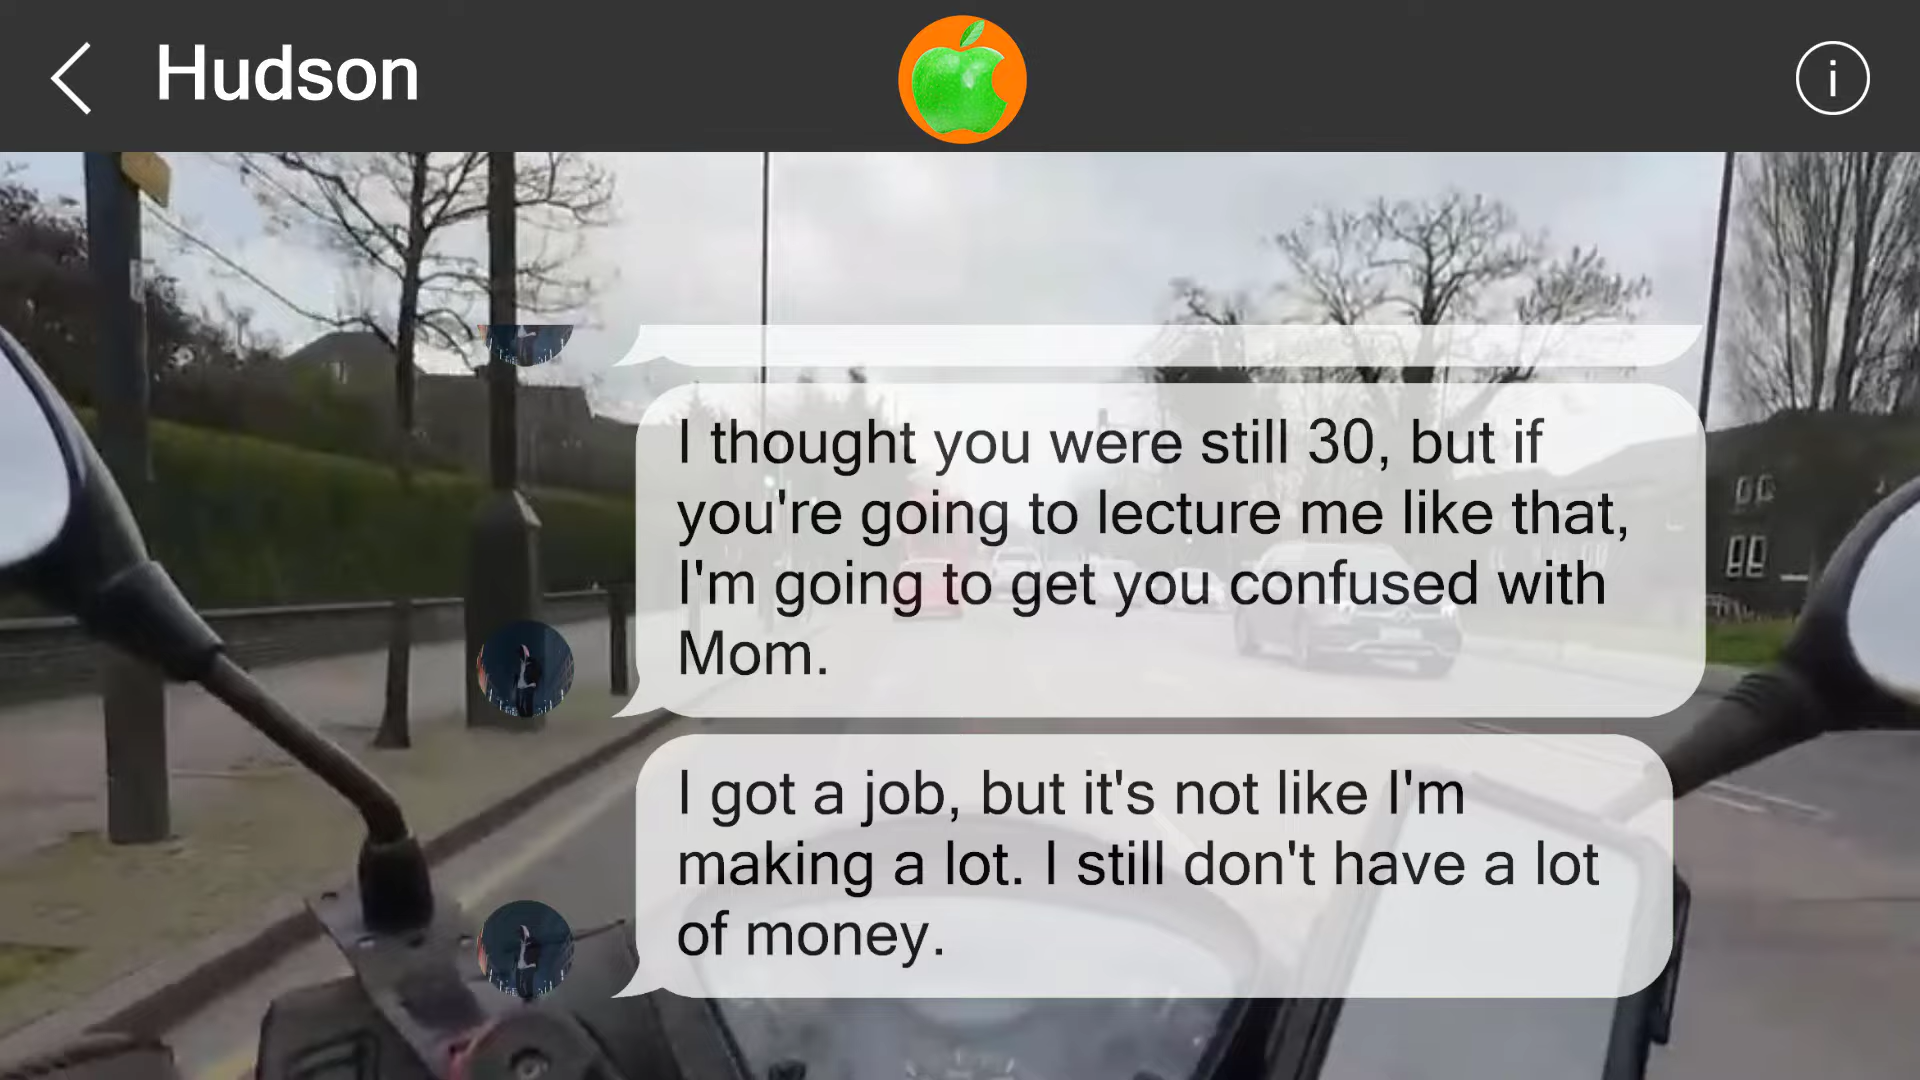 Hudson
I thought you were still 30, but if
you're going to lecture me like that,
I'm going to get you confused with
Mom.
I got a job, but it's not like I'm
making a lot. I still don't have a lot
of money.